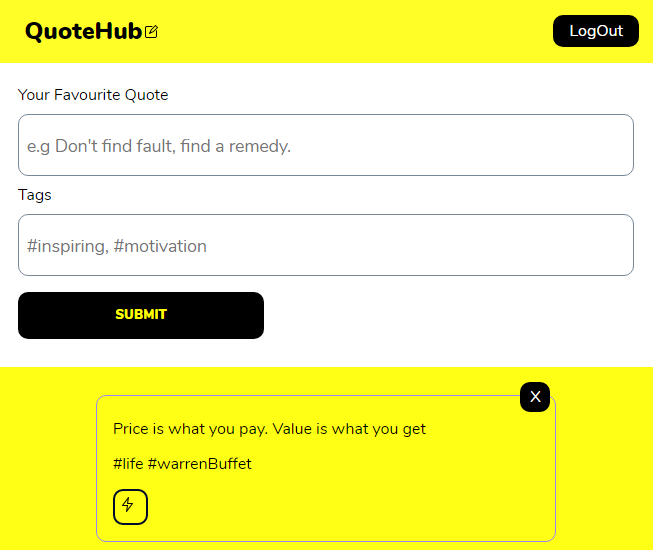 QuoteHub
LogOut
Your Favourite Quote
e.g Don't find fault, find a remedy.
Tags
#inspiring, #motivation
SUBMIT
X
Price is what you pay. Value is what you get
#life #warrenBuffet